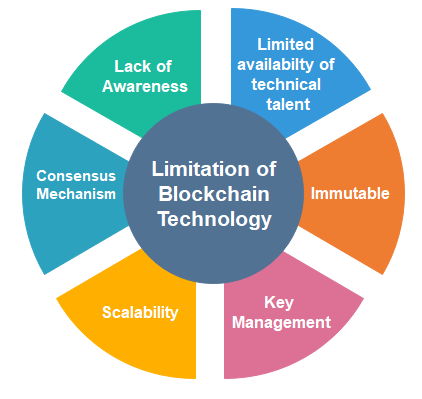 Limitation of
Blockchain
Technology
Limited
availabilty of
technical
talent
Immutable
Key
Management
Scalability
Consensus
Mechanism
Lack of
Awareness